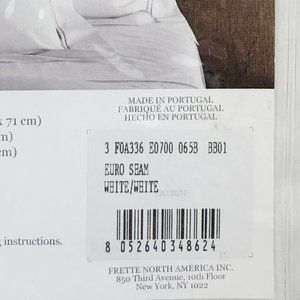 MADE IN PORTUGAL
FABRIQUÉ AU PORTUGAL
HECHO EN PORTUGAL
x 71 cm)
m)
cm)
3 F0A336 E0700 065B BB01
EURO SHAM
WHITE/WHITE
g instructions.
8 052640 348624
FRETTE NORTH AMERICA INC.
850 Third Avenue, 10th Floor
New York, NY 10022